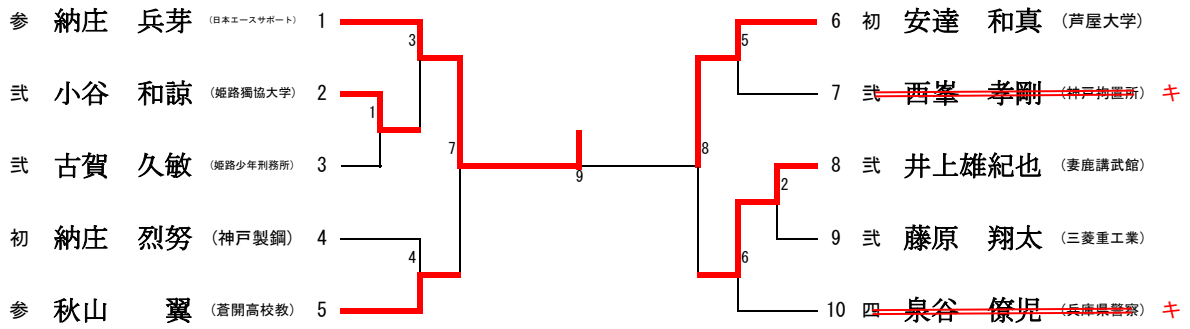 参 納庄 兵芽 (日本エースサポート) 1
弐 小谷 和諒 (姫路獨協大学) 2
弐 古賀 久敏 (姫路少年刑務所) 3
初 納庄 烈努 (神戸製鋼) 4
参 秋山 翼 (蒼開高校教) 5
3
1
7
4
9
5
8
2
6
6 初 安達 和真 (芦屋大学)
7 弐 西峯 孝剛 (神戸拘置所) キ
8 弐 井上雄紀也 (妻鹿講武館)
9 弐 藤原 翔太 (三菱重工業)
10 四 泉谷 僚児 (兵庫県警察) キ